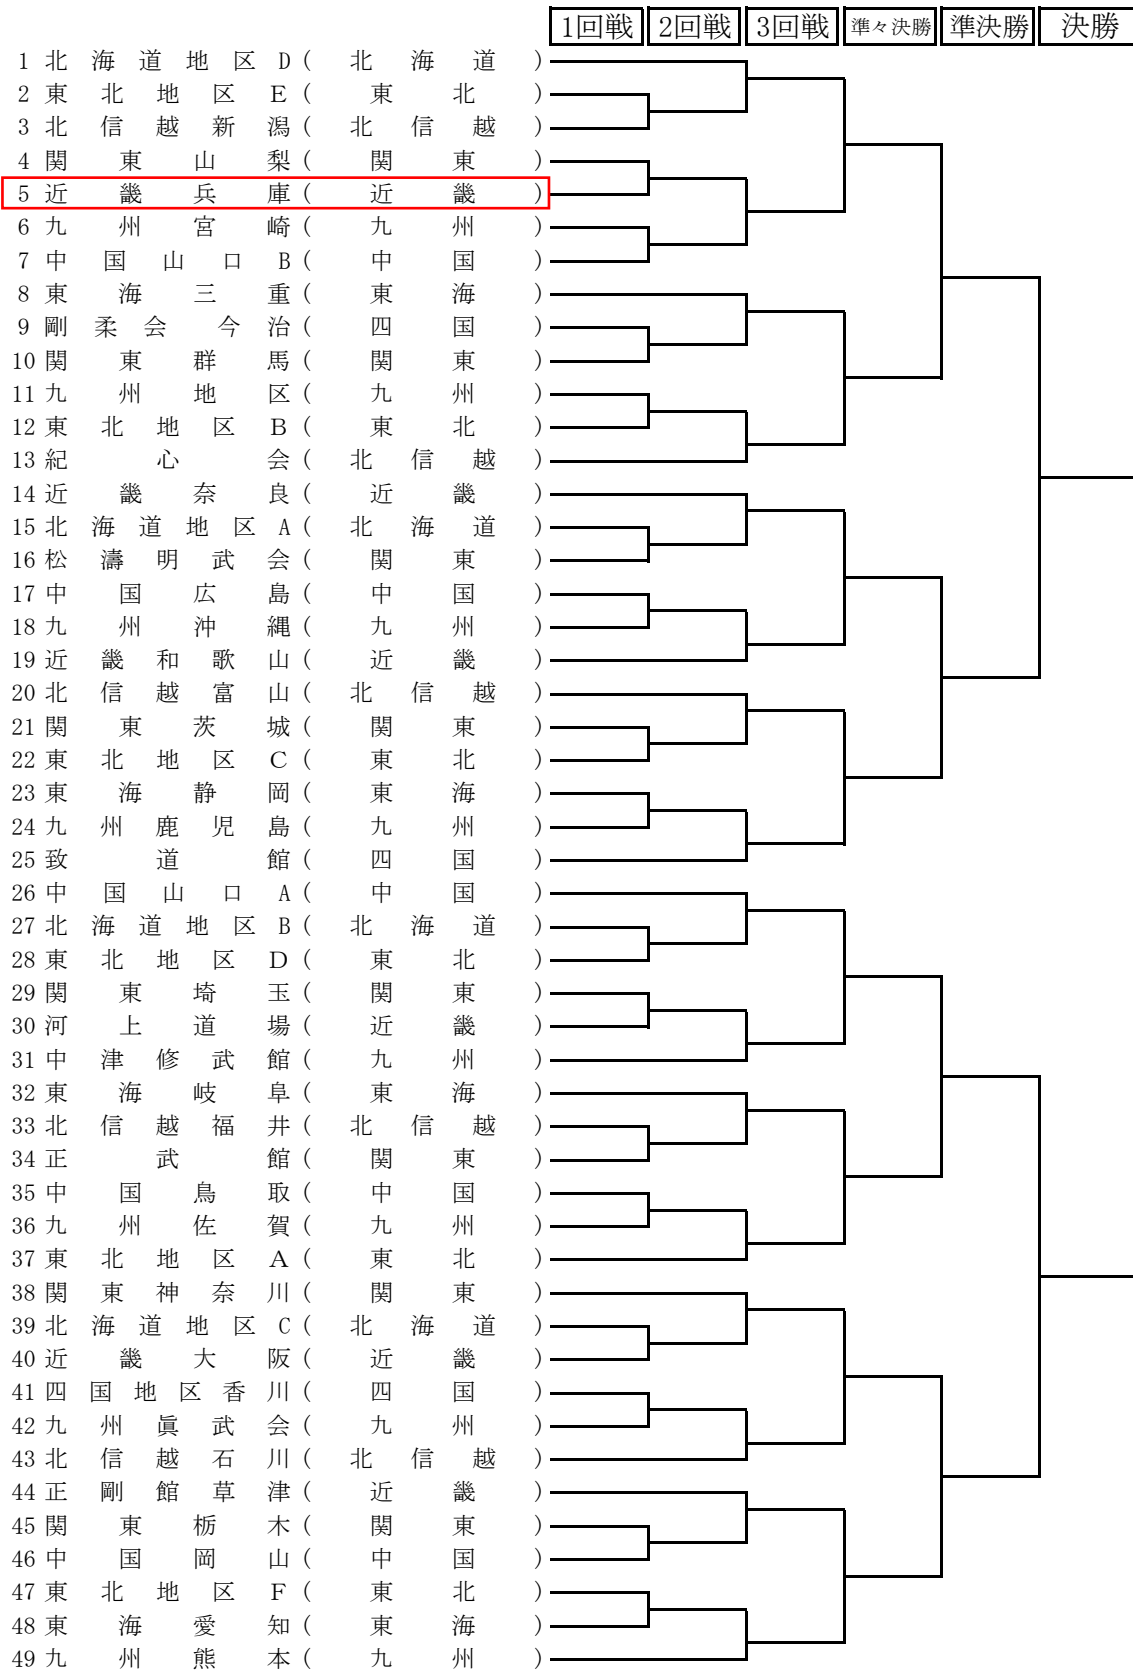 1回戦 2回戦 3回戦 準々決勝 準決勝 決勝
1 北海道地区D(北海道)
2 東北地区E(東北)
3 北信越新潟(北信越)
4 関東山梨(関東)
5 近畿兵庫(近畿)
6 九州宮崎(九州)
7 中国山口B(中国)
8 東海三重(東海)
9 剛柔会今治(四国)
10 関東群馬(関東)
11 九州地区(九州)
12 東北地区B(東北)
13 紀心会(北信越)
14 近畿奈良(近畿)
15 北海道地区A(北海道)
16 松濤明武会(関東)
17 中国広島(中国)
18 九州沖縄(九州)
19 近畿和歌山(近畿)
20 北信越富山(北信越)
21 関東茨城(関東)
22 東北地区C(東北)
23 東海静岡(東海)
24 九州鹿児島(九州)
25 致道館(四国)
26 中国山口A(中国)
27 北海道地区B(北海道)
28 東北地区D(東北)
29 関東埼玉(関東)
30 河上道場(近畿)
31 中津修武館(九州)
32 東海岐阜(東海)
33 北信越福井(北信越)
34 正武館(関東)
35 中国鳥取(中国)
36 九州佐賀(九州)
37 東北地区A(東北)
38 関東神奈川(関東)
39 北海道地区C(北海道)
40 近畿大阪(近畿)
41 四国地区香川(四国)
42 九州眞武会(九州)
43 北信越石川(北信越)
44 正剛館草津(近畿)
45 関東栃木(関東)
46 中国岡山(中国)
47 東北地区F(東北)
48 東海愛知(東海)
49 九州熊本(九州)